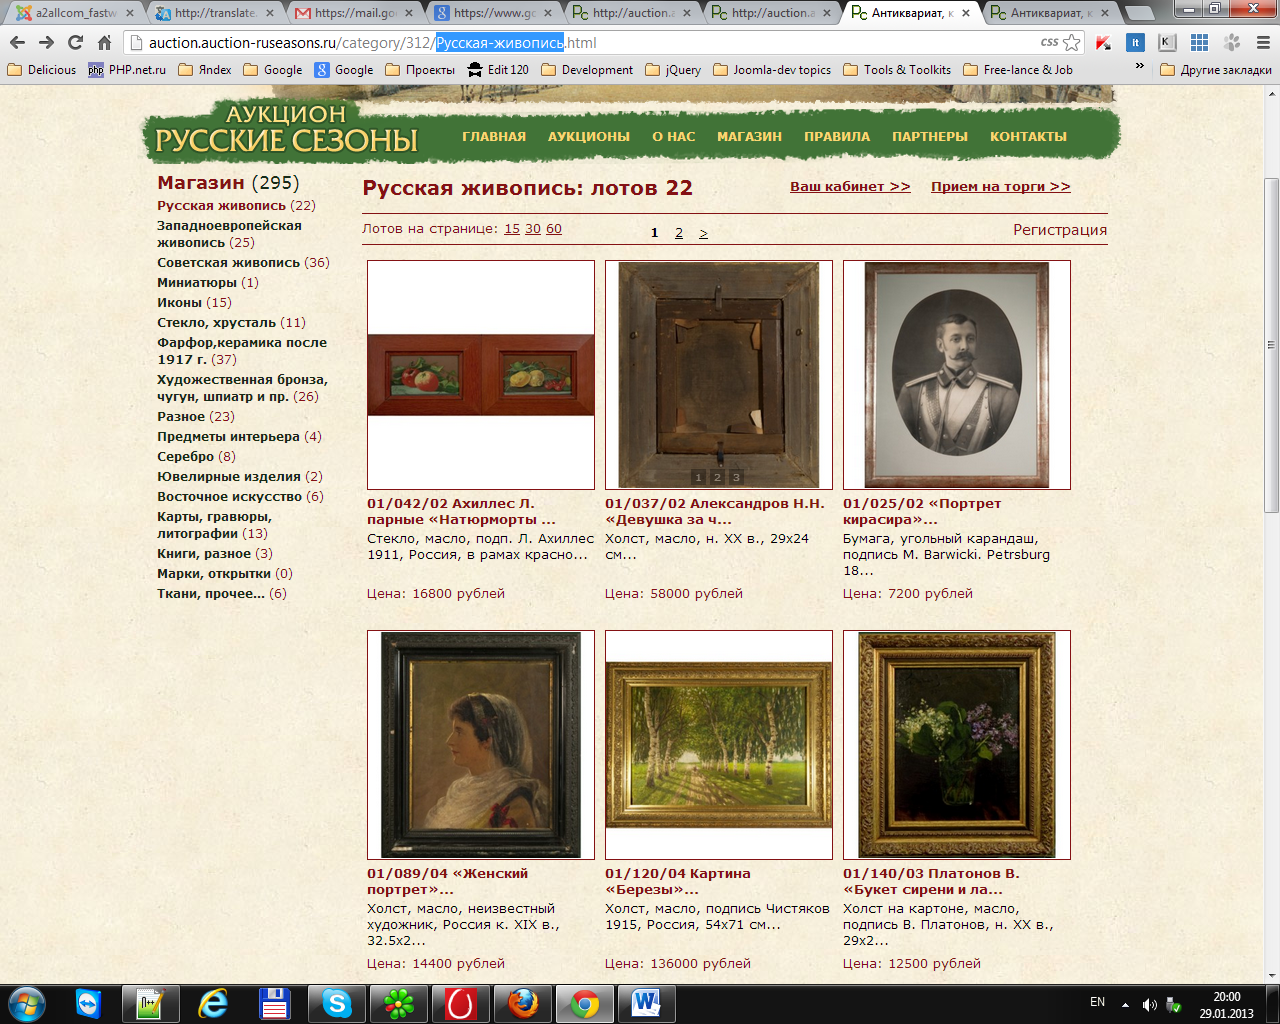 a2allcom_fastw
http://translate.
https://mail.go
https://www.go
http://auction.a
http://auction.a
Антиквариат, к
Антиквариат, к
auction.auction-ruseasons.ru/category/312/Русская-живопись.html
css
Delicious
PHP.net.ru
Яndex
Google
Google
Проекты
Edit 120
Development
jQuery
Joomla-dev topics
Tools & Toolkits
Free-lance & Job
»
Другие закладки
АУКЦИОН
РУССКИЕ СЕЗОНЫ
ГЛАВНАЯ АУКЦИОНЫ О НАС МАГАЗИН ПРАВИЛА ПАРТНЕРЫ КОНТАКТЫ
Магазин (295)
Русская живопись (22)
Западноевропейская
живопись (25)
Советская живопись (36)
Миниатюры (1)
Иконы (15)
Стекло, хрусталь (11)
Фарфор,керамика после
1917 г. (37)
Художественная бронза,
чугун, шпиатр и пр. (26)
Разное (23)
Предметы интерьера (4)
Серебро (8)
Ювелирные изделия (2)
Восточное искусство (6)
Карты, гравюры,
литографии (13)
Книги, разное (3)
Марки, открытки (0)
Ткани, прочее... (6)
Русская живопись: лотов 22
Ваш кабинет >>
Прием на торги >>
Лотов на странице: 15 30 60
1 2 >
Регистрация
1 2 3
01/042/02 Ахиллес Л.
парные «Натюрморты ...
Стекло, масло, подп. Л. Ахиллес
1911, Россия, в рамах красно...
Цена: 16800 рублей
01/037/02 Александров Н.Н.
«Девушка за ч...
Холст, масло, н. XX в., 29х24
см...
Цена: 58000 рублей
01/025/02 «Портрет
кирасира»...
Бумага, угольный карандаш,
подпись M. Barwicki. Petrsburg
18...
Цена: 7200 рублей
01/089/04 «Женский
портрет»...
Холст, масло, неизвестный
художник, Россия к. XIX в.,
32.5х2...
Цена: 14400 рублей
01/120/04 Картина
«Березы»...
Холст, масло, подпись Чистяков
1915, Россия, 54х71 см...
Цена: 136000 рублей
01/140/03 Платонов В.
«Букет сирени и ла...
Холст на картоне, масло,
подпись В. Платонов, н. XX в.,
29х2...
Цена: 12500 рублей
EN
20:00
29.01.2013